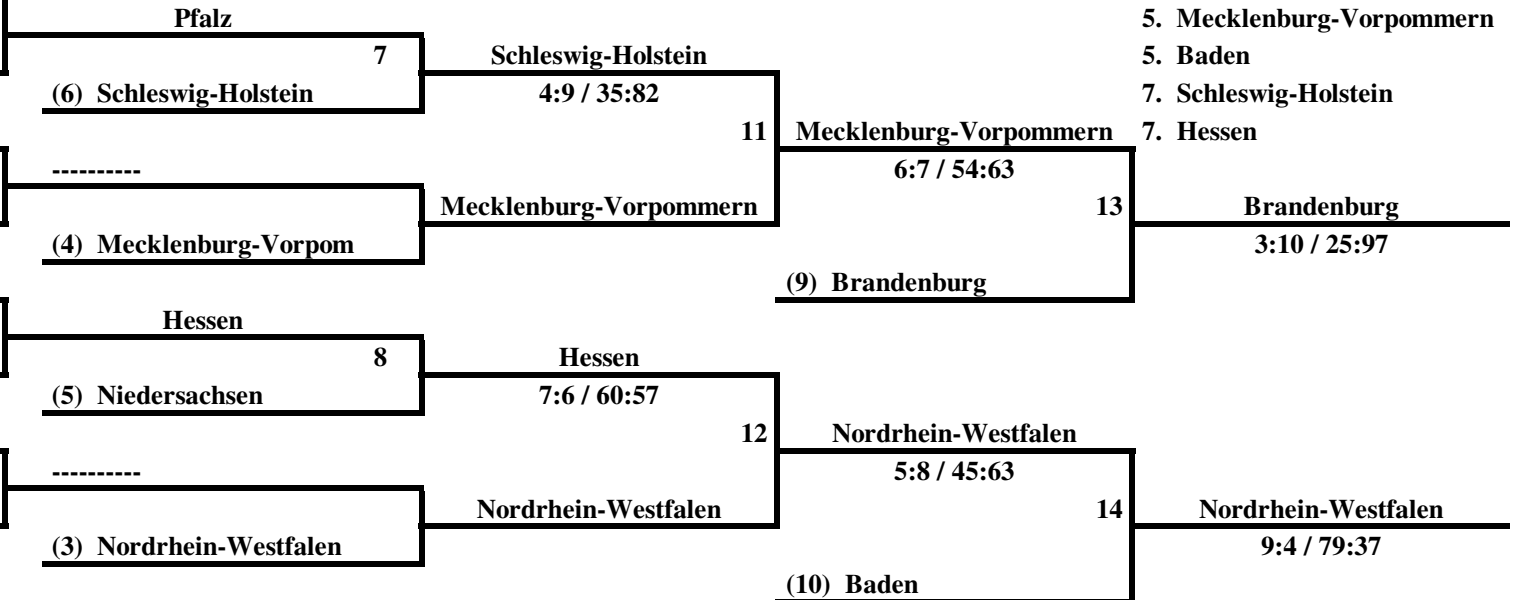 Pfalz
5. Mecklenburg-Vorpommern
7
Schleswig-Holstein
5. Baden
(6) Schleswig-Holstein
4:9 / 35:82
7. Schleswig-Holstein
11
Mecklenburg-Vorpommern
7. Hessen
----------
6:7 / 54:63
Mecklenburg-Vorpommern
13
Brandenburg
(4) Mecklenburg-Vorpom
3:10 / 25:97
(9) Brandenburg
Hessen
8
Hessen
(5) Niedersachsen
7:6 / 60:57
12
Nordrhein-Westfalen
----------
5:8 / 45:63
Nordrhein-Westfalen
14
Nordrhein-Westfalen
(3) Nordrhein-Westfalen
9:4 / 79:37
(10) Baden